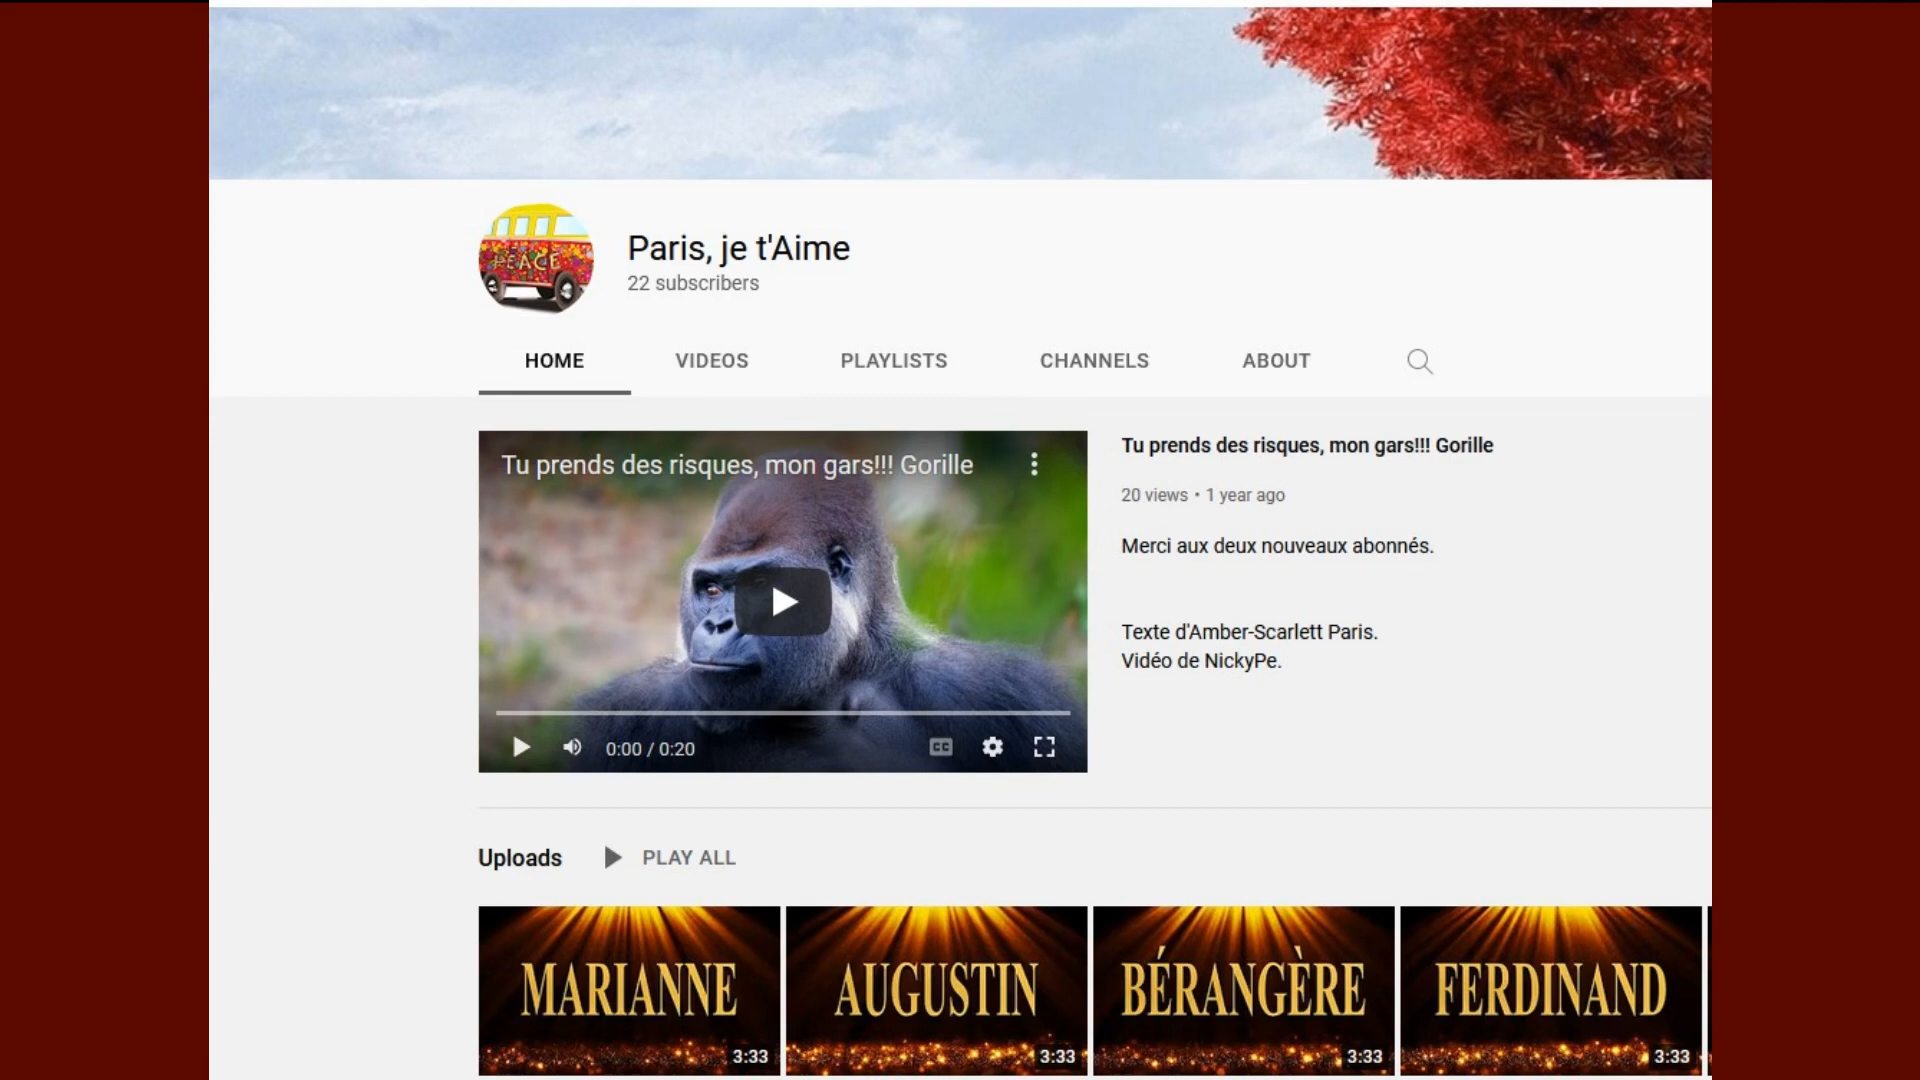 PEACE
Paris, je t'Aime
22 subscribers
HOME VIDEOS PLAYLISTS CHANNELS ABOUT
Tu prends des risques, mon gars!!! Gorille
0:00 / 0:20
CC
Tu prends des risques, mon gars!!! Gorille
20 views • 1 year ago
Merci aux deux nouveaux abonnés.
Texte d'Amber-Scarlett Paris.
Vidéo de NickyPe.
Uploads PLAY ALL
MARIANNE
3:33
AUGUSTIN
3:33
BÉRANGÈRE
3:33
FERDINAND
3:33